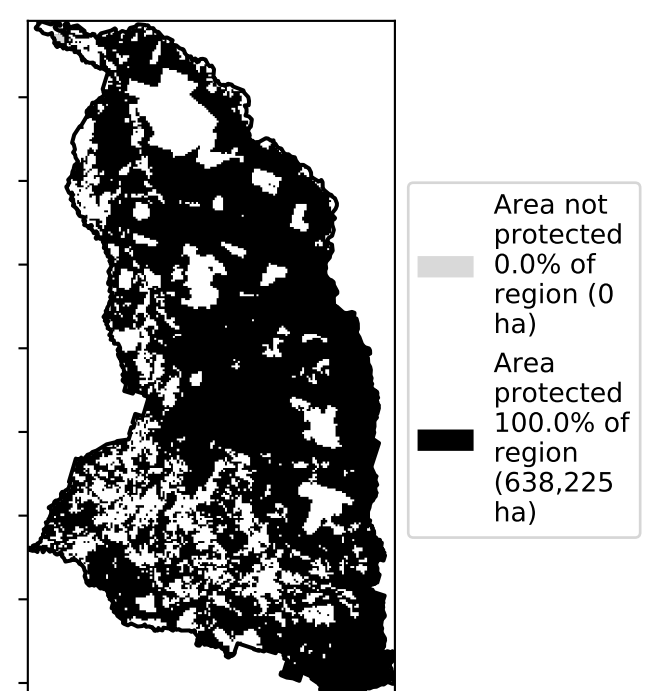 Area not
protected
0.0% of
region (0
ha)
Area
protected
100.0% of
region
(638,225
ha)